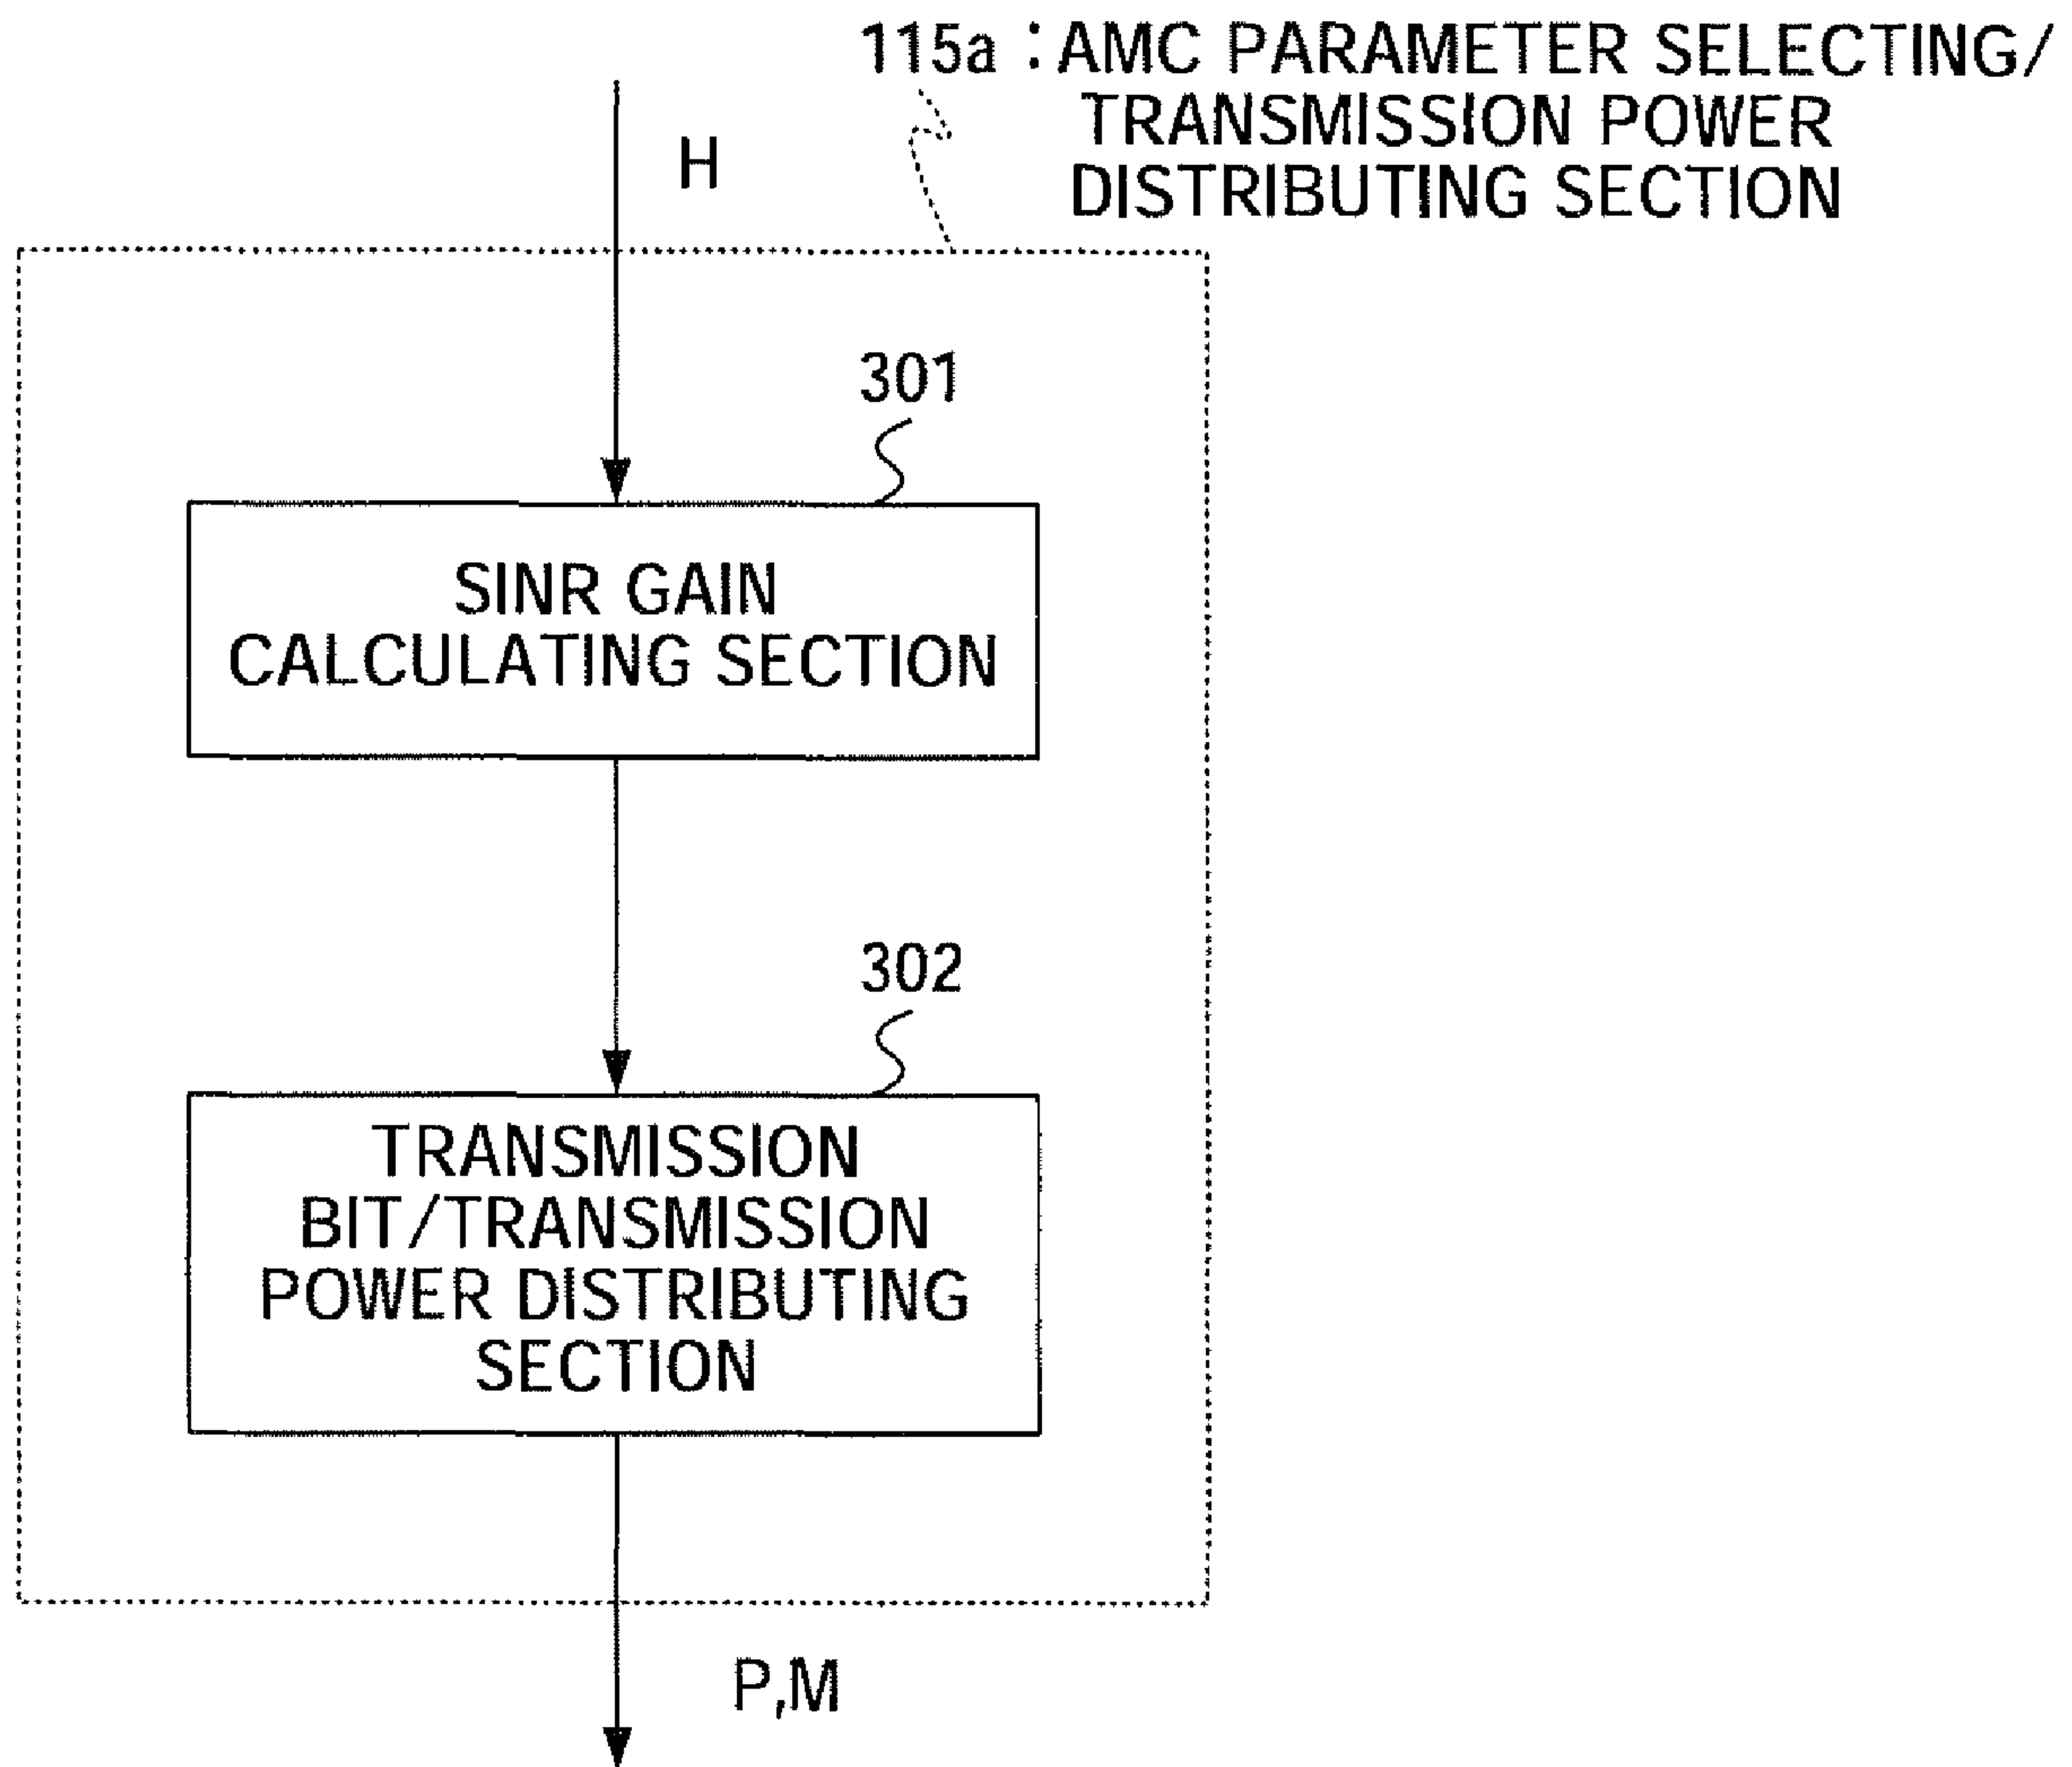 115a : AMC PARAMETER SELECTING/
TRANSMISSION POWER
DISTRIBUTING SECTION
H
301
SINR GAIN
CALCULATING SECTION
302
TRANSMISSION
BIT/TRANSMISSION
POWER DISTRIBUTING
SECTION
P,M